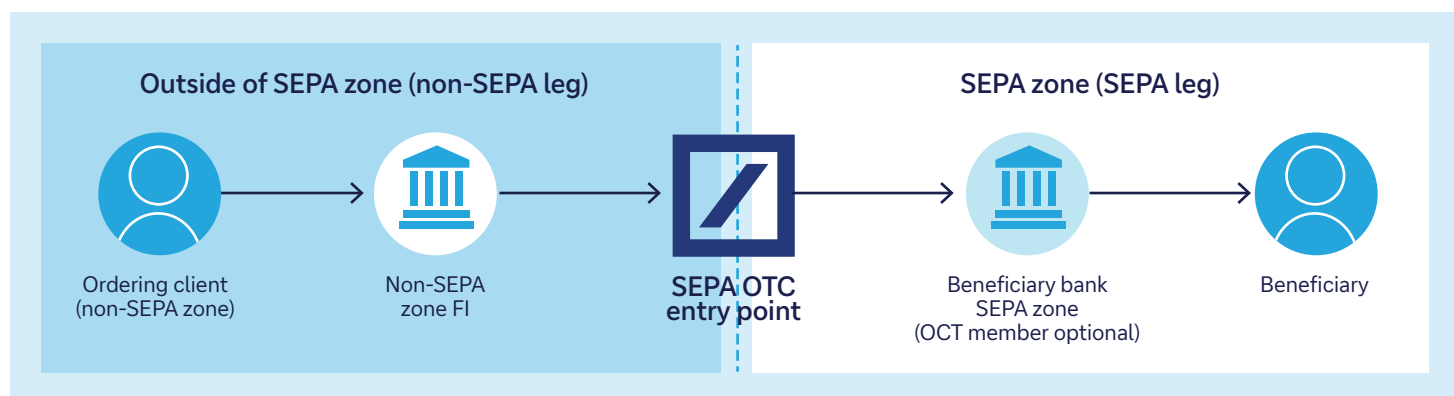 Outside of SEPA zone (non-SEPA leg)
SEPA zone (SEPA leg)
Ordering client
(non-SEPA zone)
Non-SEPA
zone FI
SEPA OTC
entry point
Beneficiary bank
SEPA zone
(OCT member optional)
Beneficiary